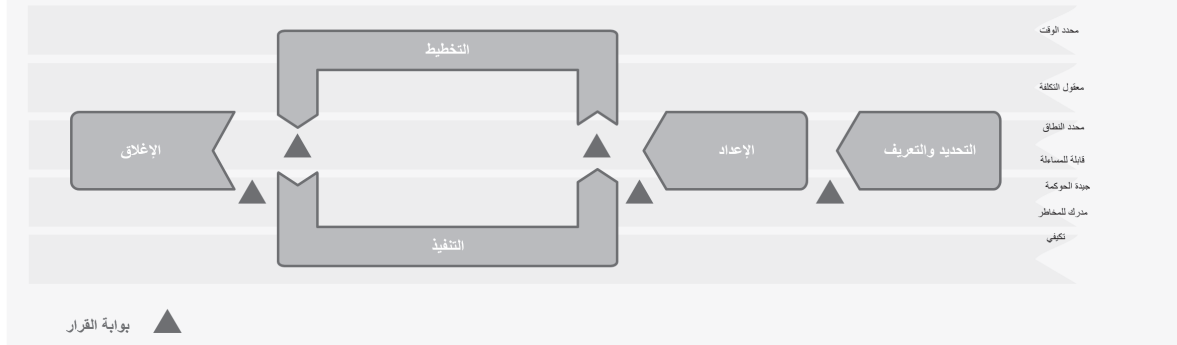 محدد الوقت
التخطيط
معقول التكلفة
محدد النطاق
التحديد والتعريف
الإعداد
الإغلاق
قابلة للمساءلة
جيدة الحوكمة
مدرك للمخاطر
تكيفي
التنفيذ
بوابة القرار